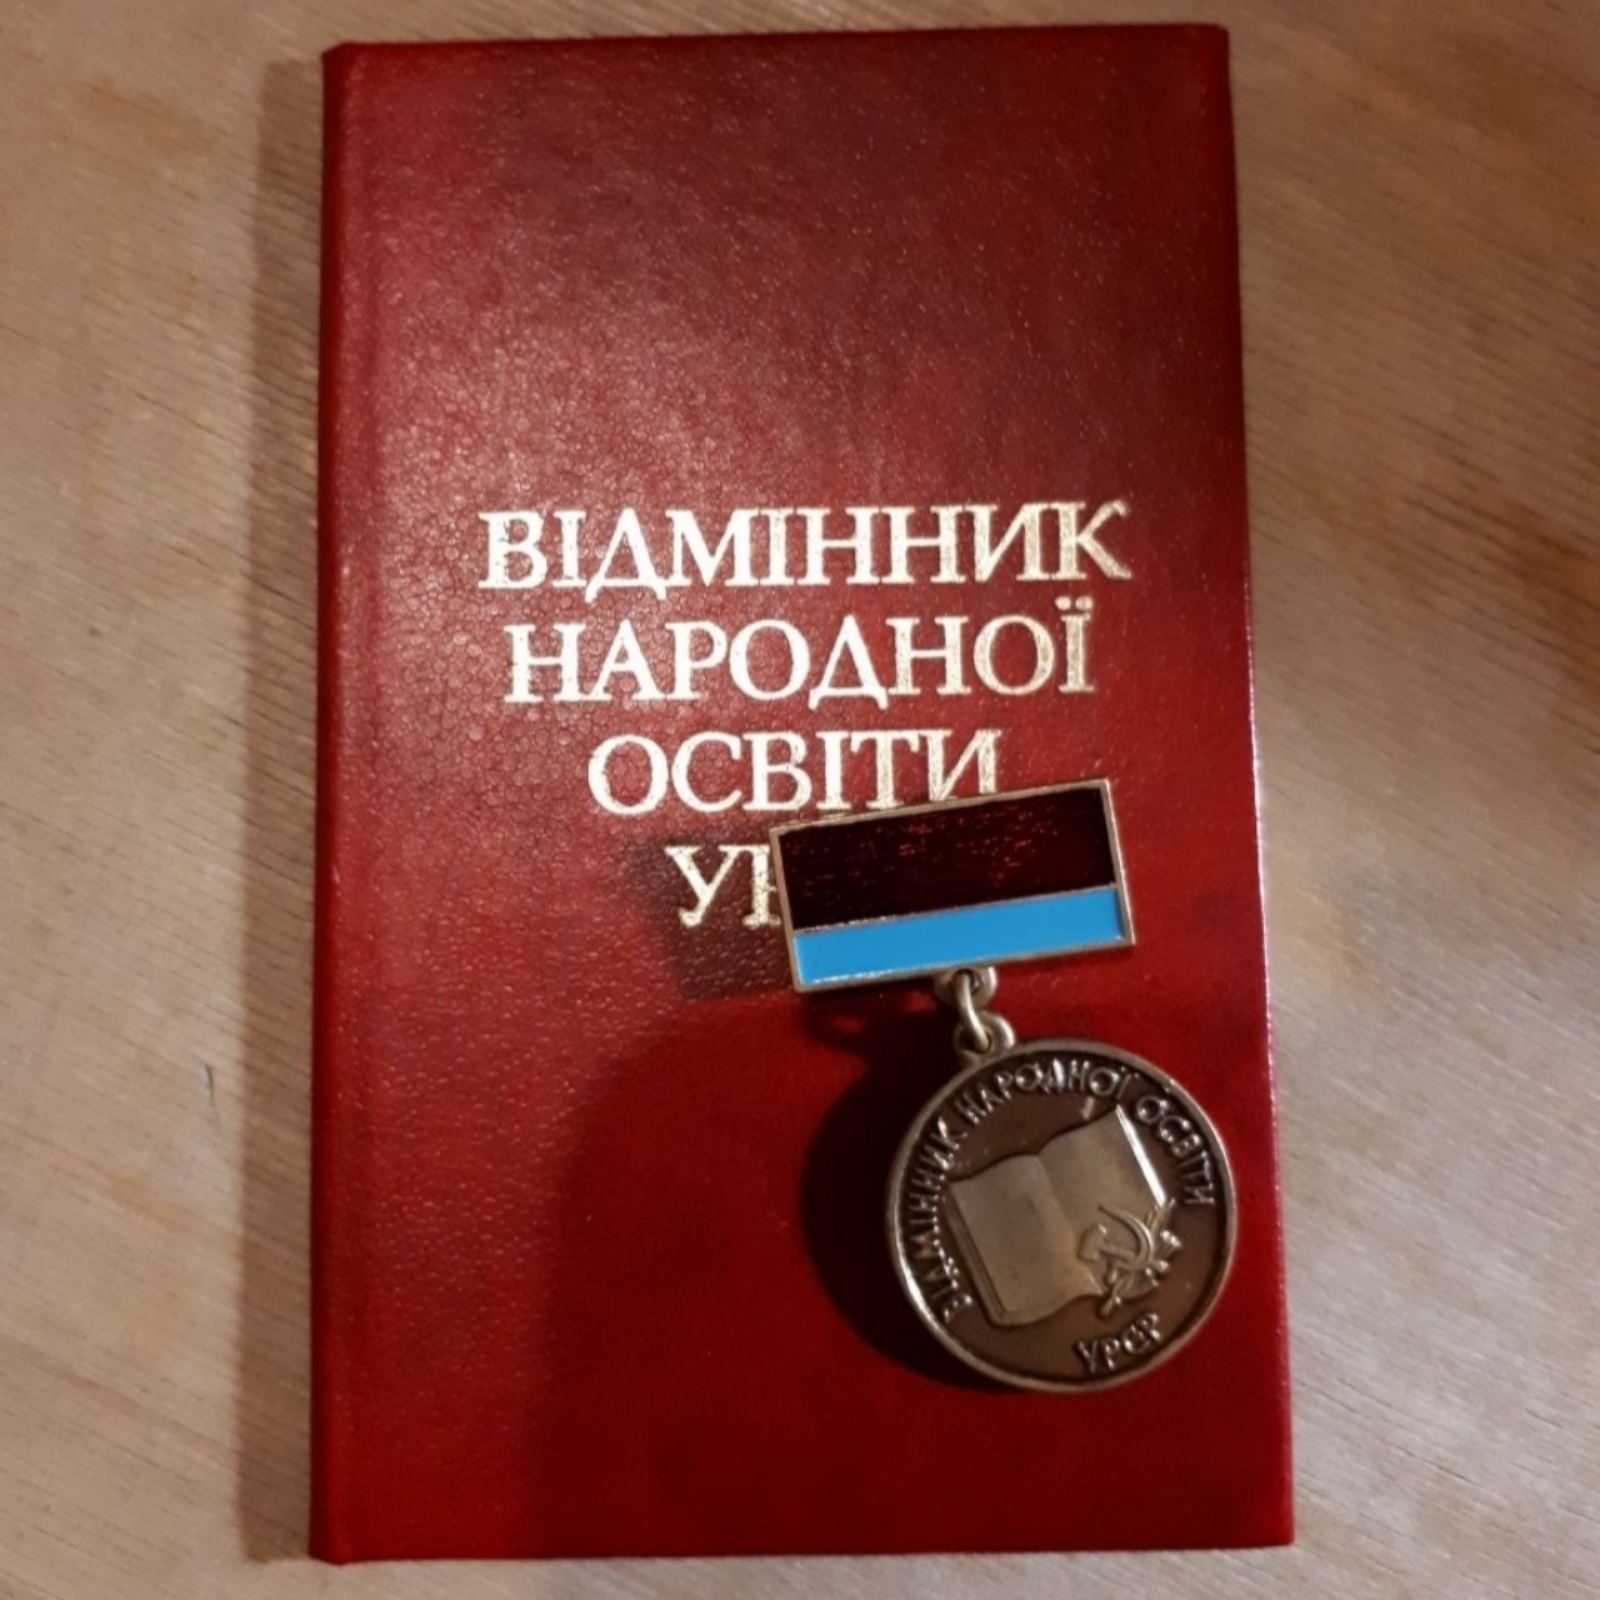 ВІДМІННИК
НАРОДНОЇ
ОСВІТИ
ВІДМІННИК НАРОДНОЇ ОСВІТИ
УРСР